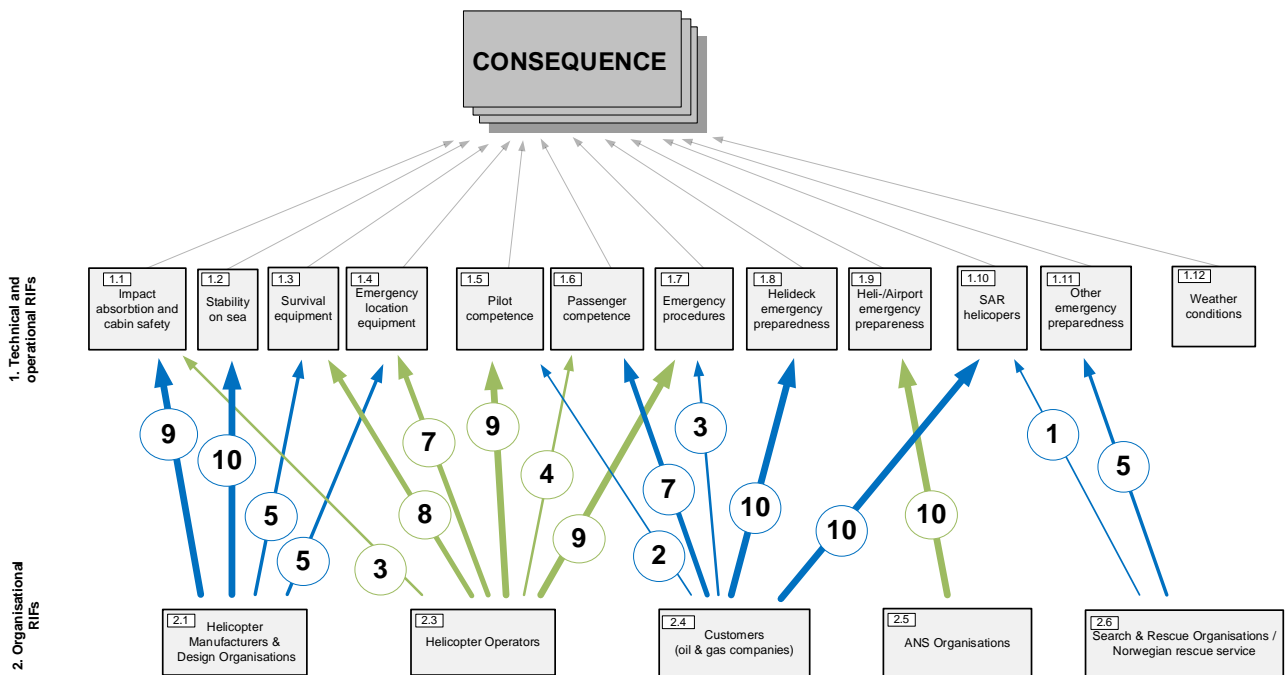 CONSEQUENCE
1. Technical and
operational RIFs
1.1
Impact
absorbtion and
cabin safety
1.2
Stability
on sea
1.3
Survival
equipment
1.4
Emergency
location
equipment
1.5
Pilot
competence
1.6
Passenger
competence
1.7
Emergency
procedures
1.8
Helideck
emergency
preparedness
1.9
Heli-/Airport
emergency
prepareness
1.10
SAR
helicopers
1.11
Other
emergency
preparedness
1.12
Weather
conditions
9
10
5
5
3
8
7
9
4
9
2
7
3
10
10
10
1
5
2. Organisational
RIFs
2.1
Helicopter
Manufacturers &
Design Organisations
2.3
Helicopter Operators
2.4
Customers
(oil & gas companies)
2.5
ANS Organisations
2.6
Search & Rescue Organisations /
Norwegian rescue service